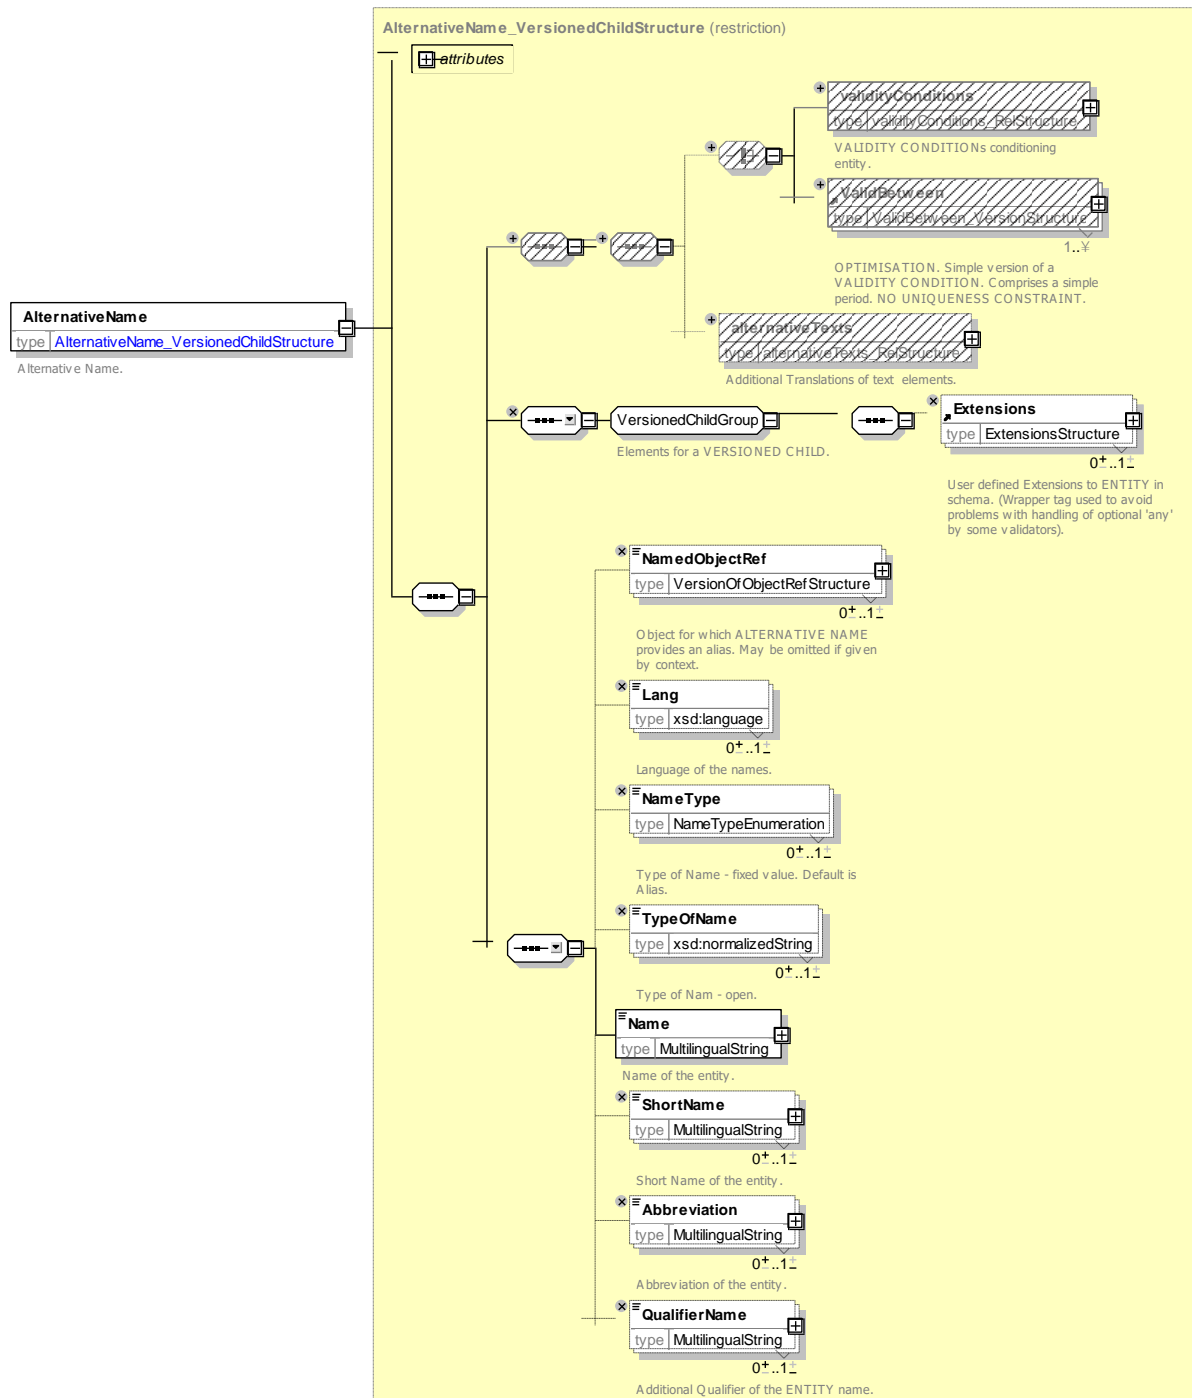 AlternativeName_VersionedChildStructure (restriction)
attributes
validityConditions
type validityConditions_RelStructure
VALIDITY CONDITIONs conditioning
entity.
ValidBetween
type ValidBetween_VersionStructure
1..¥
OPTIMISATION. Simple version of a
VALIDITY CONDITION. Comprises a simple
period. NO UNIQUENESS CONSTRAINT.
AlternativeName
type AlternativeName_VersionedChildStructure
Alternative Name.
alternativeTexts
type alternativeTexts_RelStructure
Additional Translations of text elements.
VersionedChildGroup
Elements for a VERSIONED CHILD.
Extensions
type ExtensionsStructure
0..1
User defined Extensions to ENTITY in
schema. (Wrapper tag used to avoid
problems with handling of optional 'any'
by some validators).
NamedObjectRef
type VersionOfObjectRefStructure
0..1
Object for which ALTERNATIVE NAME
provides an alias. May be omitted if given
by context.
Lang
type xsd:language
0..1
Language of the names.
NameType
type NameTypeEnumeration
0..1
Type of Name - fixed value. Default is
Alias.
TypeOfName
type xsd:normalizedString
0..1
Type of Nam - open.
Name
type MultilingualString
Name of the entity.
ShortName
type MultilingualString
0..1
Short Name of the entity.
Abbreviation
type MultilingualString
0..1
Abbreviation of the entity.
QualifierName
type MultilingualString
0..1
Additional Qualifier of the ENTITY name.